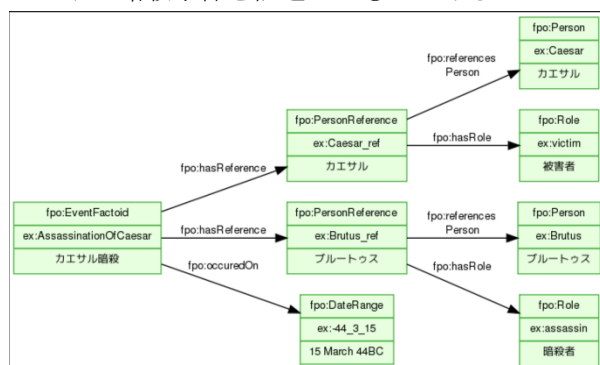 fpo:Person
ex:Caesar
カエサル
fpo:references
Person
fpo:PersonReference
ex:Caesar_ref
カエサル
fpo:hasRole
fpo:Role
ex:victim
被害者
fpo:hasReference
fpo:EventFactoid
ex:AssassinationOfCaesar
カエサル暗殺
fpo:hasReference
fpo:PersonReference
ex:Brutus_ref
ブルートゥス
fpo:references
Person
fpo:Person
ex:Brutus
ブルートゥス
fpo:occuredOn
fpo:hasRole
fpo:DateRange
ex:-44_3_15
15 March 44BC
fpo:Role
ex:assassin
暗殺者